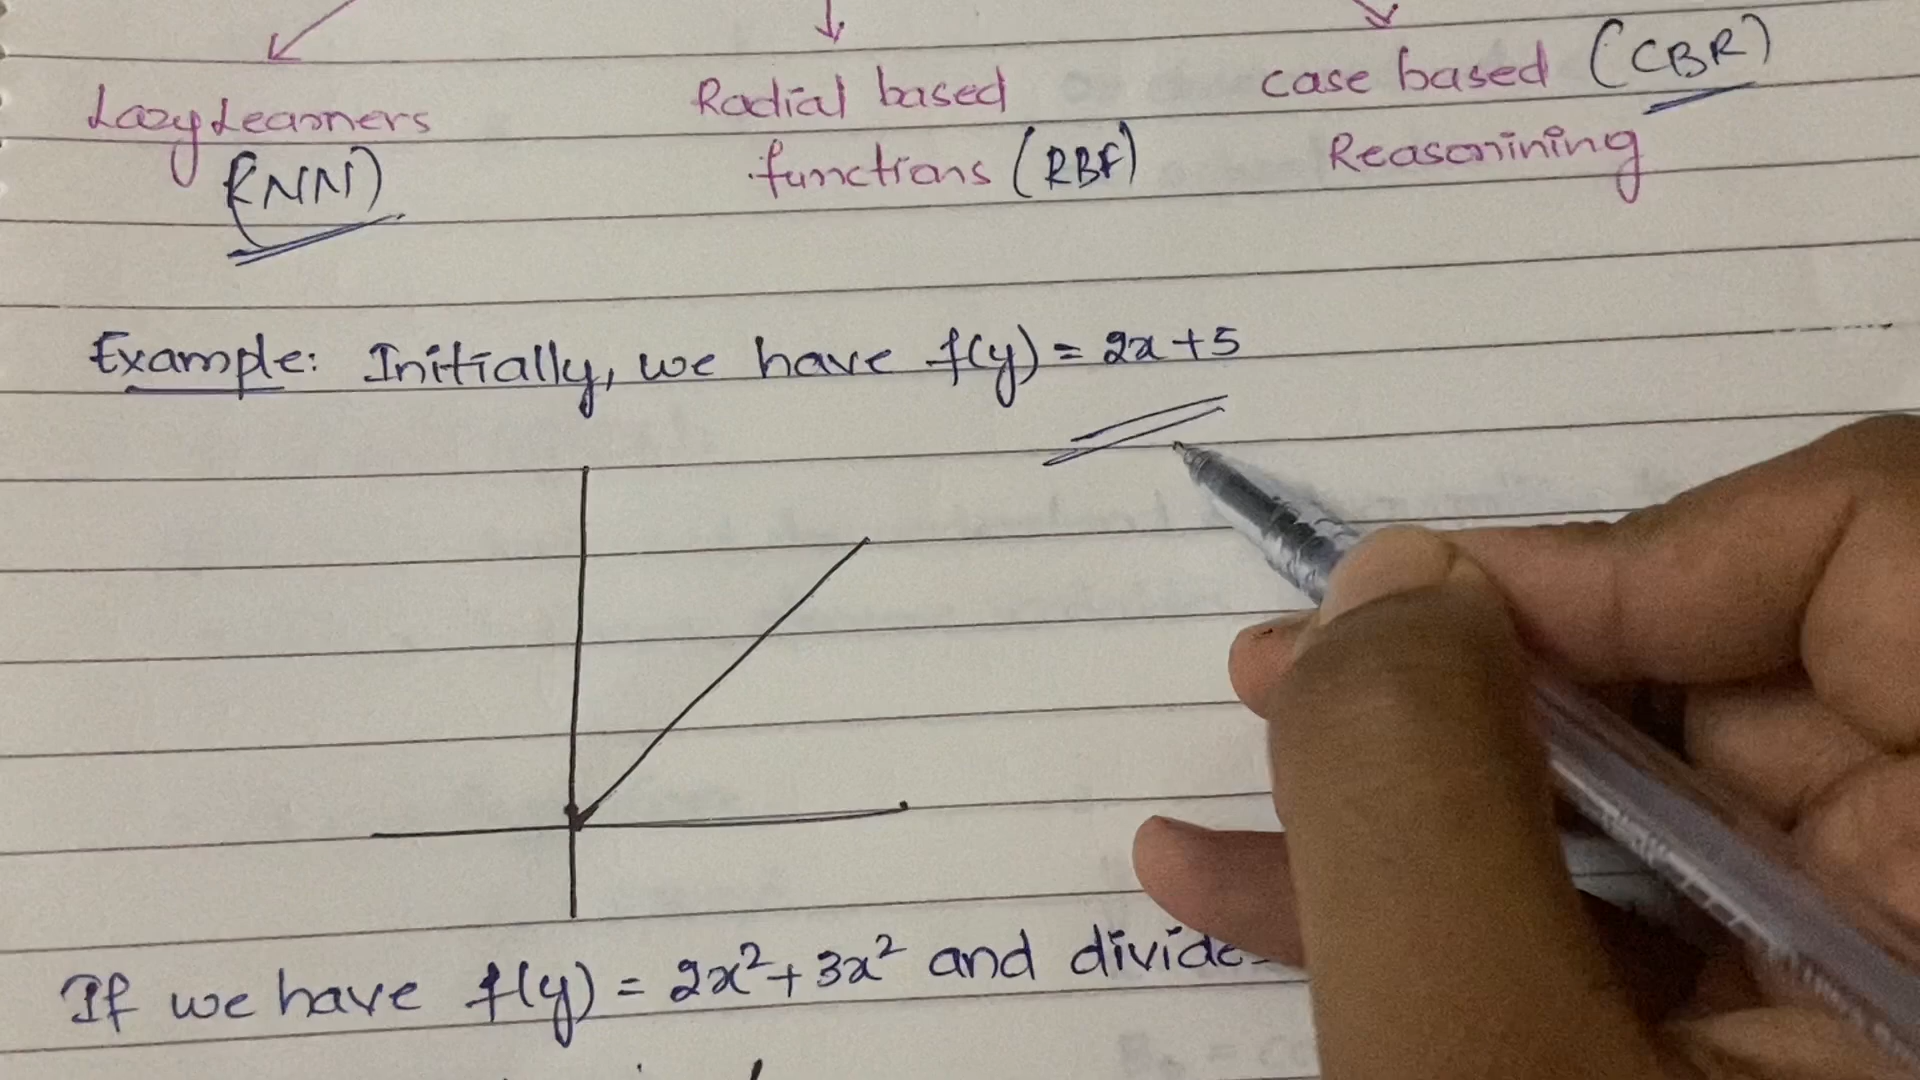 Lazy Learners Radial based case based (CBR)
(KNN) functions (RBF) Reasonining
Example: Initially, we have f(y) = 2x+5
If we have f(y) = 2x²+3x² and divide